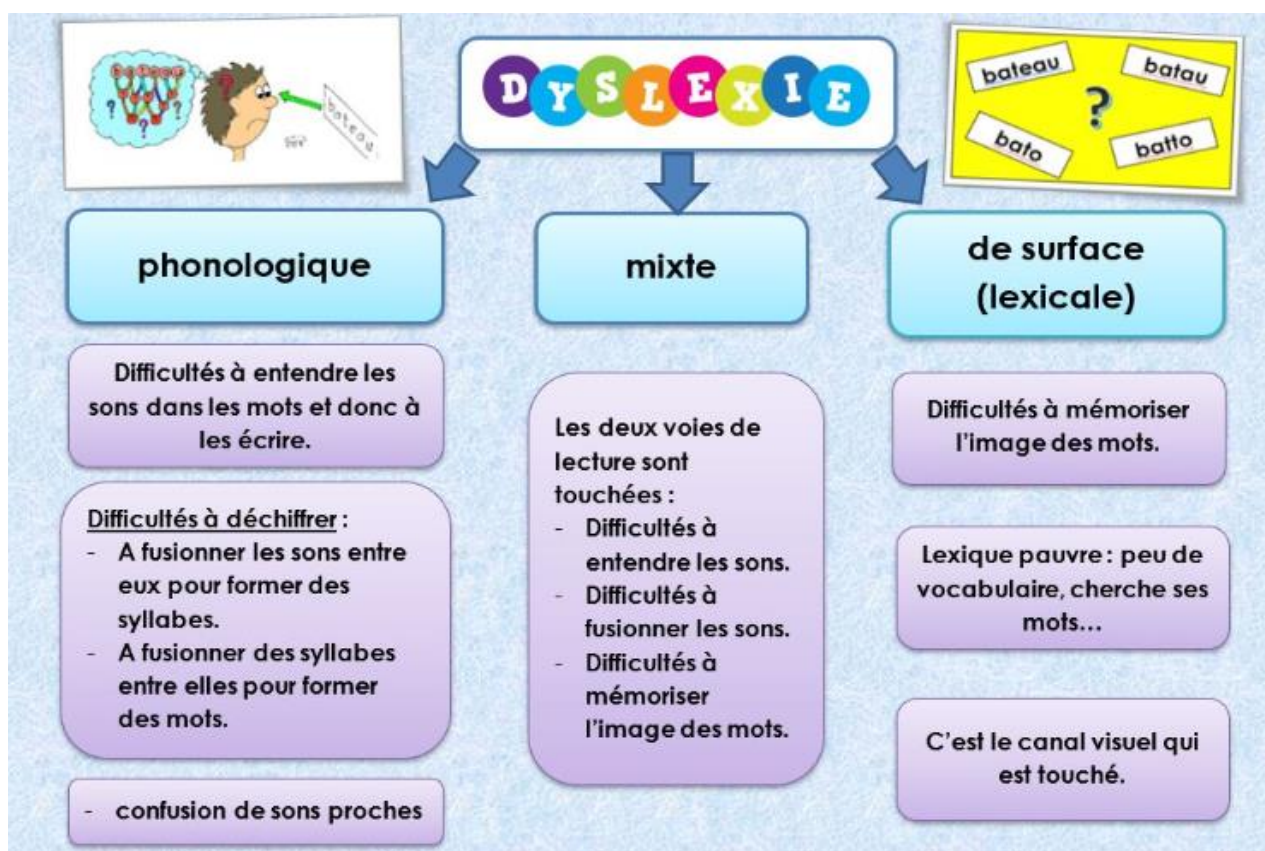 DYSLEXIE
bateau
bateau
batau
bato
batto
?
phonologique
Difficultés à entendre les
sons dans les mots et donc à
les écrire.
Difficultés à déchiffrer :
- A fusionner les sons entre
eux pour former des
syllabes.
- A fusionner des syllabes
entre elles pour former
des mots.
- confusion de sons proches
mixte
Les deux voies de
lecture sont
touchées :
- Difficultés à
entendre les sons.
- Difficultés à
fusionner les sons.
- Difficultés à
mémoriser
l'image des mots.
de surface
(lexicale)
Difficultés à mémoriser
l'image des mots.
Lexique pauvre : peu de
vocabulaire, cherche ses
mots…
C'est le canal visuel qui
est touché.